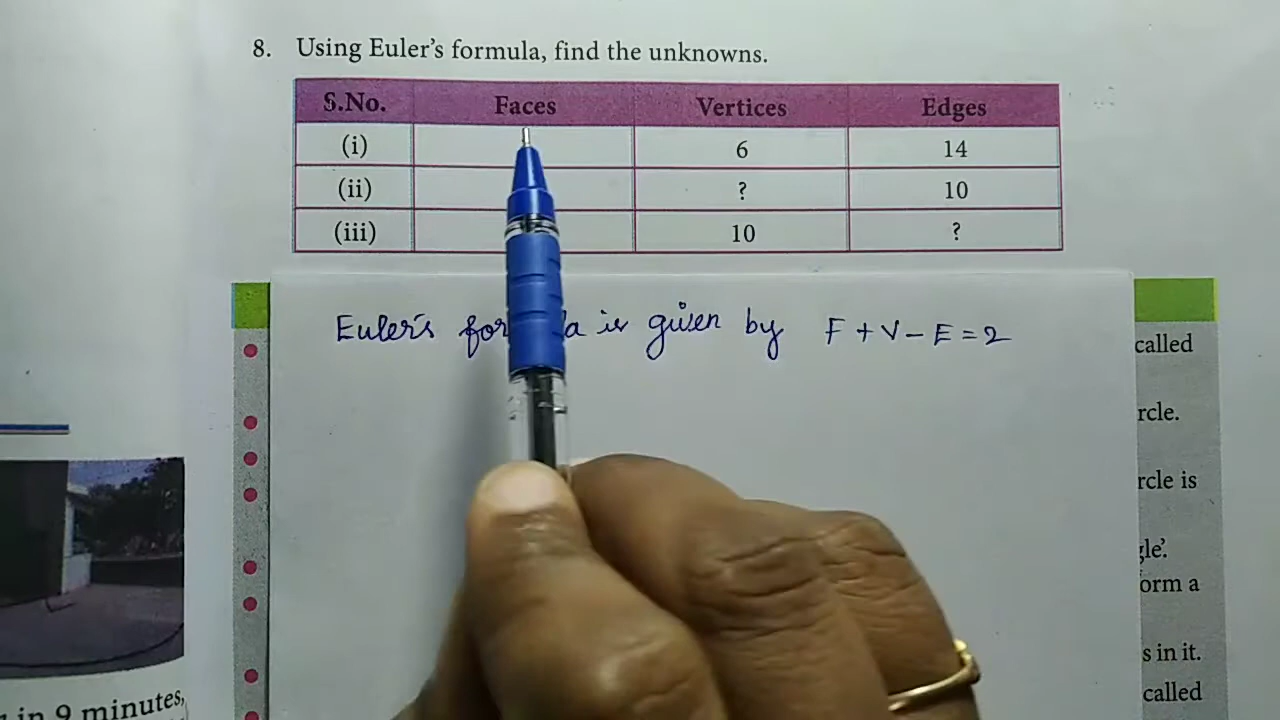 8. Using Euler's formula, find the unknowns.
S.No. Faces Vertices Edges
(i) 6 14
(ii) ? 10
(iii) 10 ?
Euler's is given by F + V - E = 2
called
rcle.
rcle is
gle'.
orm a
s in it.
called
in 9 minutes,